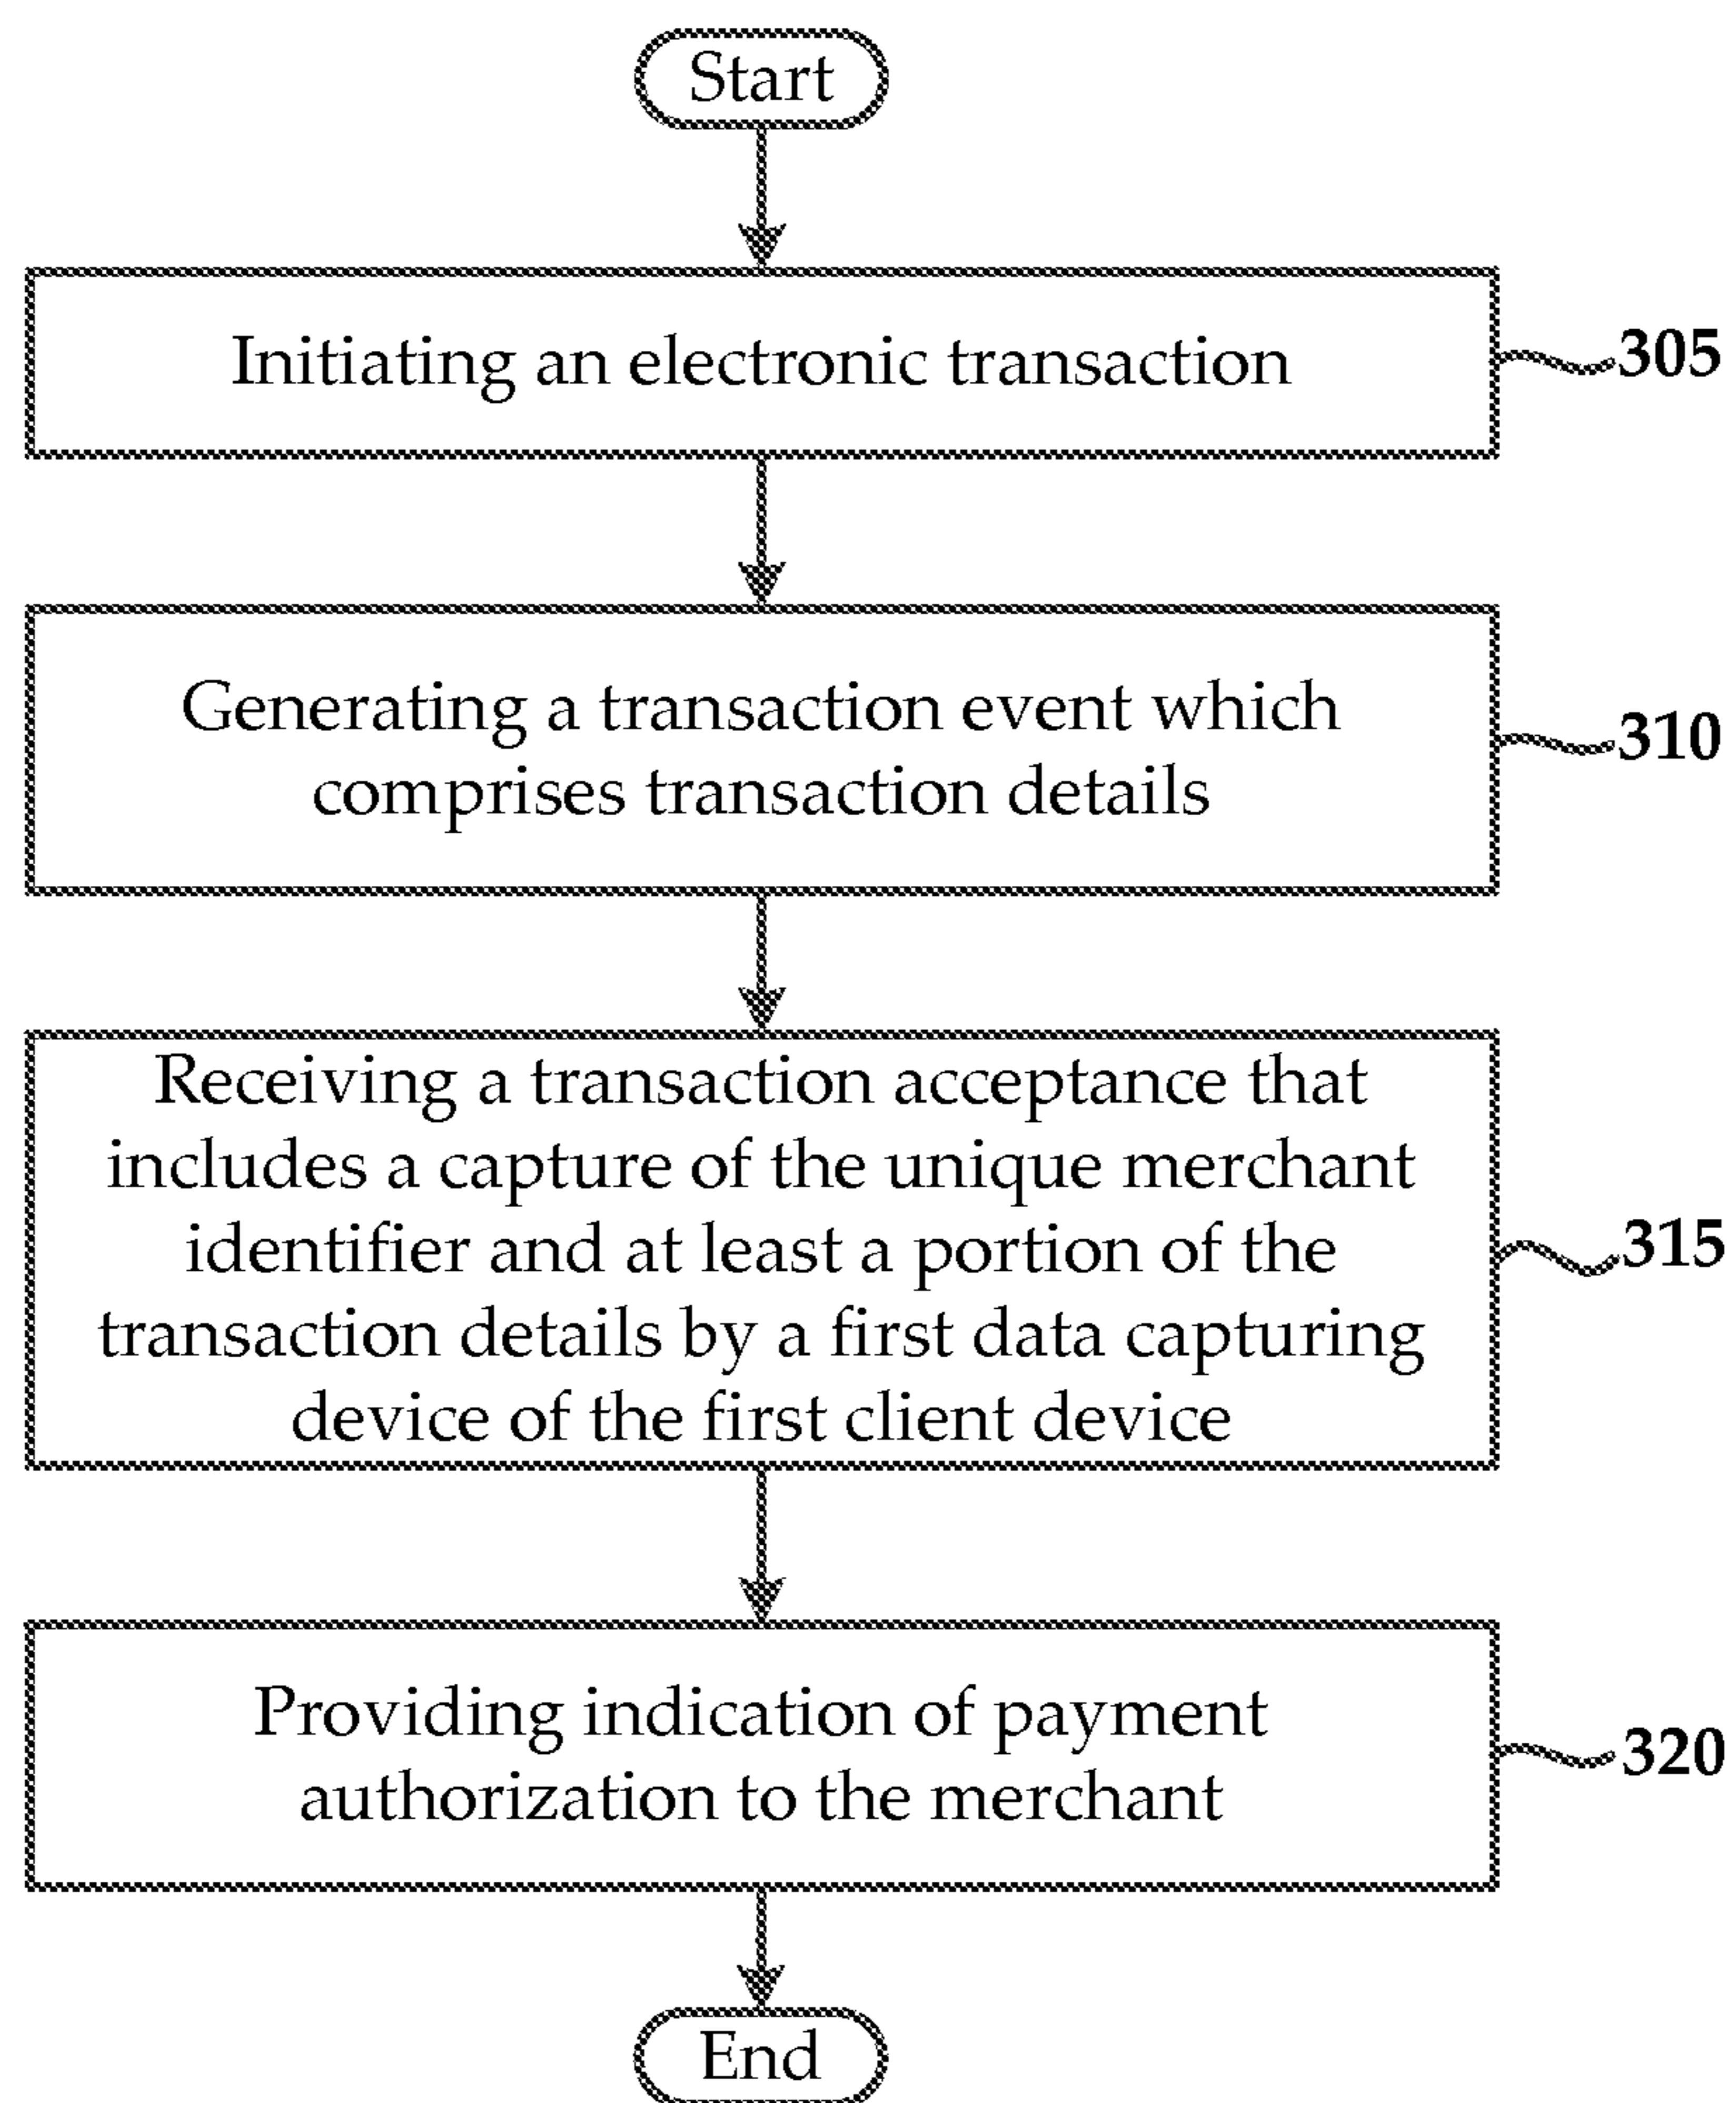 Start
Initiating an electronic transaction
305
Generating a transaction event which
comprises transaction details
310
Receiving a transaction acceptance that
includes a capture of the unique merchant
identifier and at least a portion of the
transaction details by a first data capturing
device of the first client device
315
Providing indication of payment
authorization to the merchant
320
End